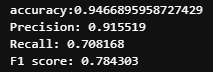 accuracy:0.9466895958727429
Precision: 0.915519
Recall: 0.708168
F1 score: 0.784303